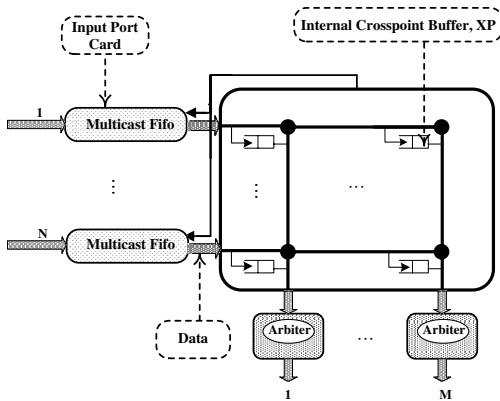 Input Port
Card
Internal Crosspoint Buffer, XP
1
Multicast Fifo
...
...
...
...
N
Multicast Fifo
Data
Arbiter
...
Arbiter
1
M